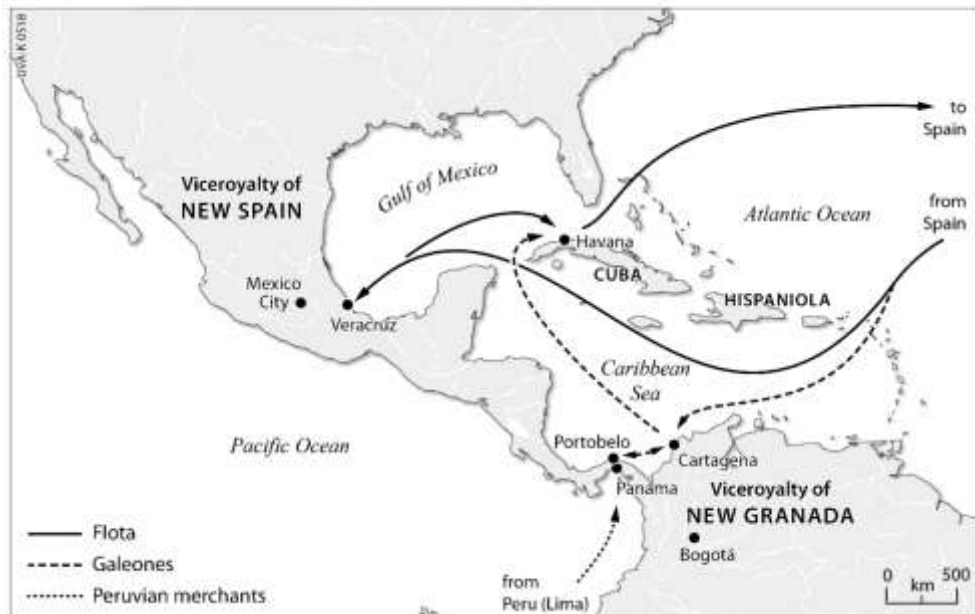 UVA-K 0518
to
Spain
Viceroyalty of
NEW SPAIN
Gulf of Mexico
from
Spain
Atlantic Ocean
Havana
CUBA
Mexico
City
HISPANIOLA
Veracruz
Caribbean
Sea
Pacific Ocean
Portobelo
Cartagena
Panama
Viceroyalty of
NEW GRANADA
Bogotá
Flota
Galeones
Peruvian merchants
from
Peru (Lima)
0 500
km